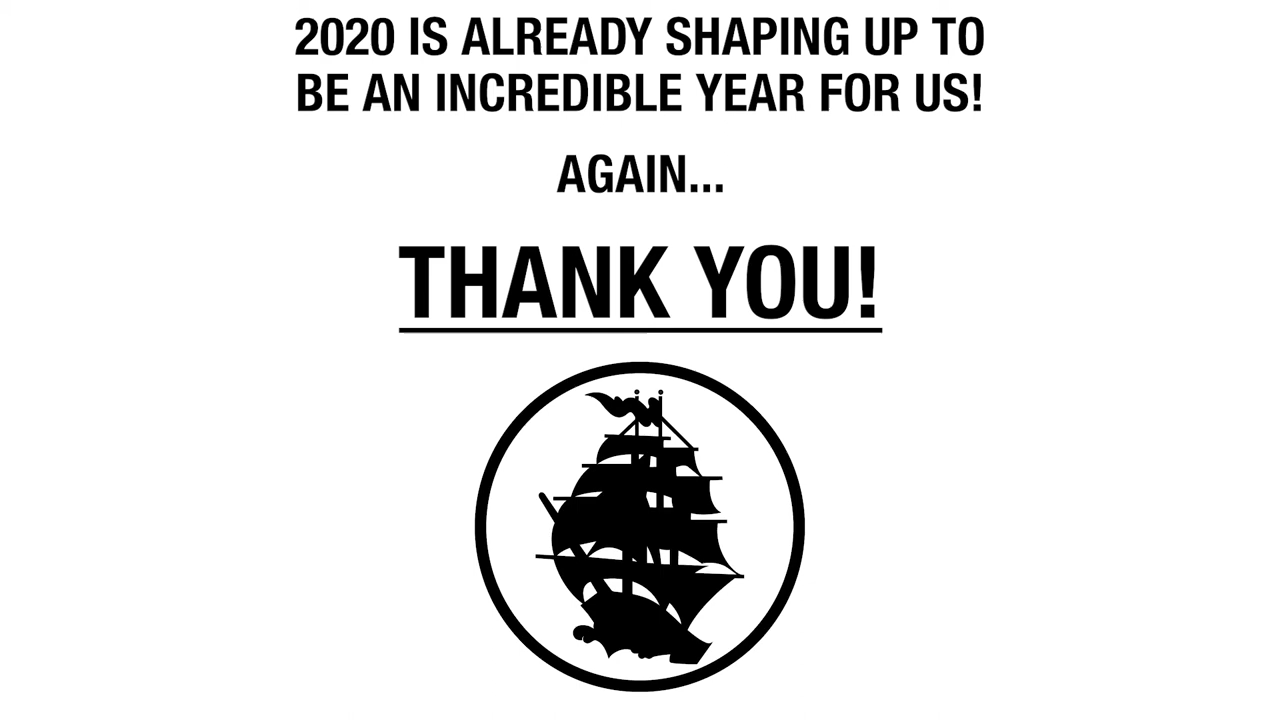 2020 IS ALREADY SHAPING UP TO
BE AN INCREDIBLE YEAR FOR US!
AGAIN...
THANK YOU!